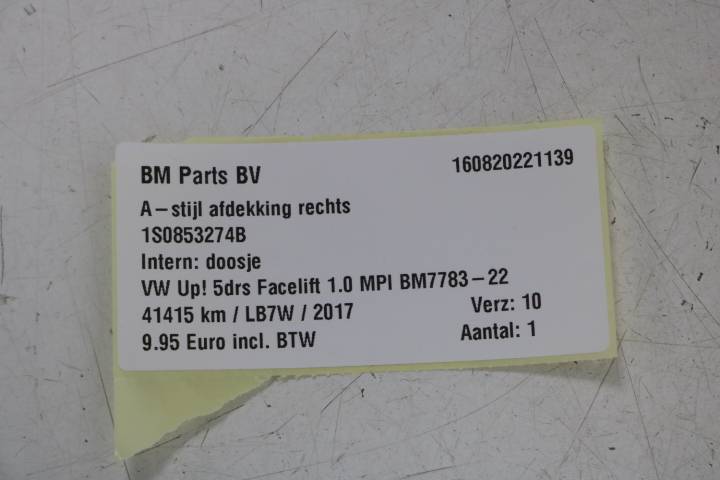 BM Parts BV 160820221139
A-stijl afdekking rechts
1S0853274B
Intern: doosje
VW Up! 5drs Facelift 1.0 MPI BM7783-22
41415 km / LB7W / 2017 Verz: 10
9.95 Euro incl. BTW Aantal: 1